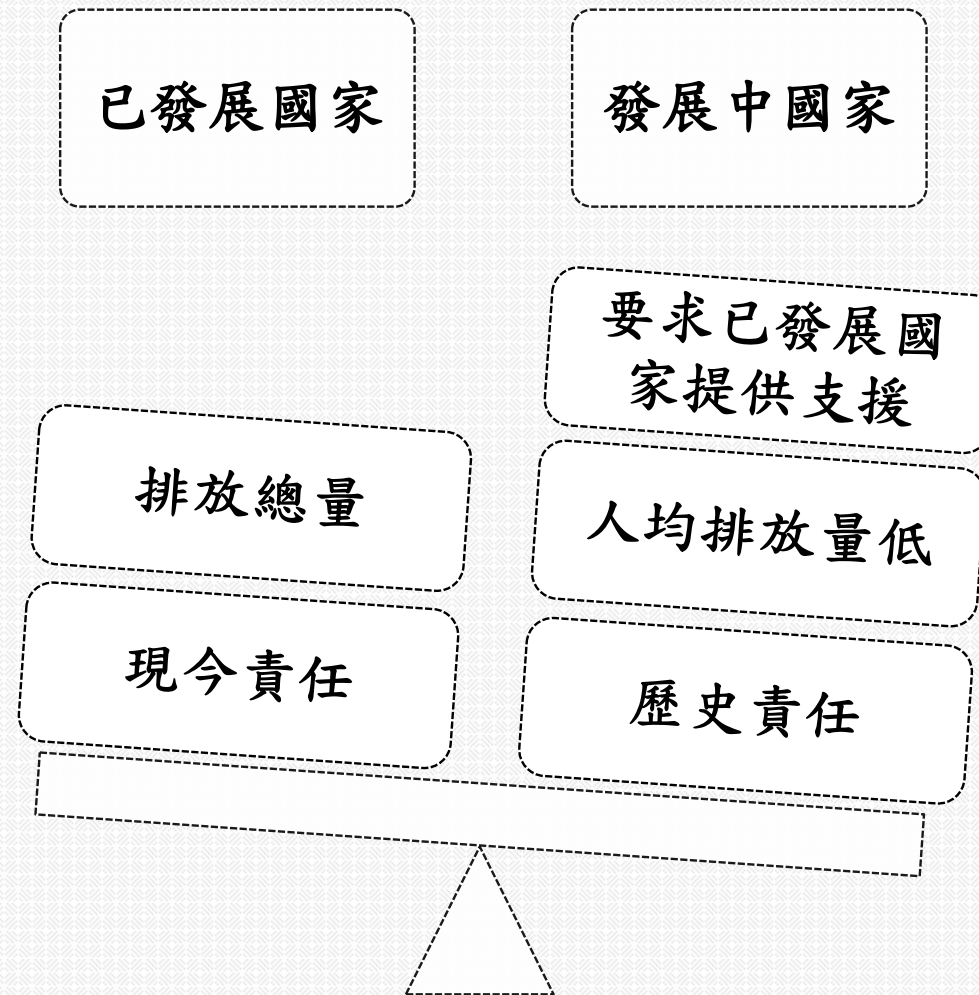 已發展國家
發展中國家
要求已發展國
家提供支援
排放總量
人均排放量低
現今責任
歷史責任